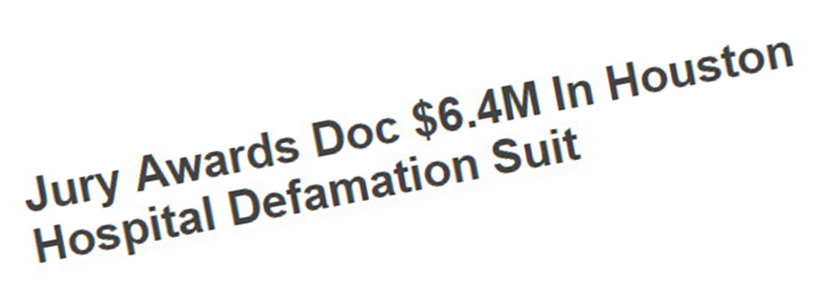 Jury Awards Doc $6.4M In Houston
Hospital Defamation Suit